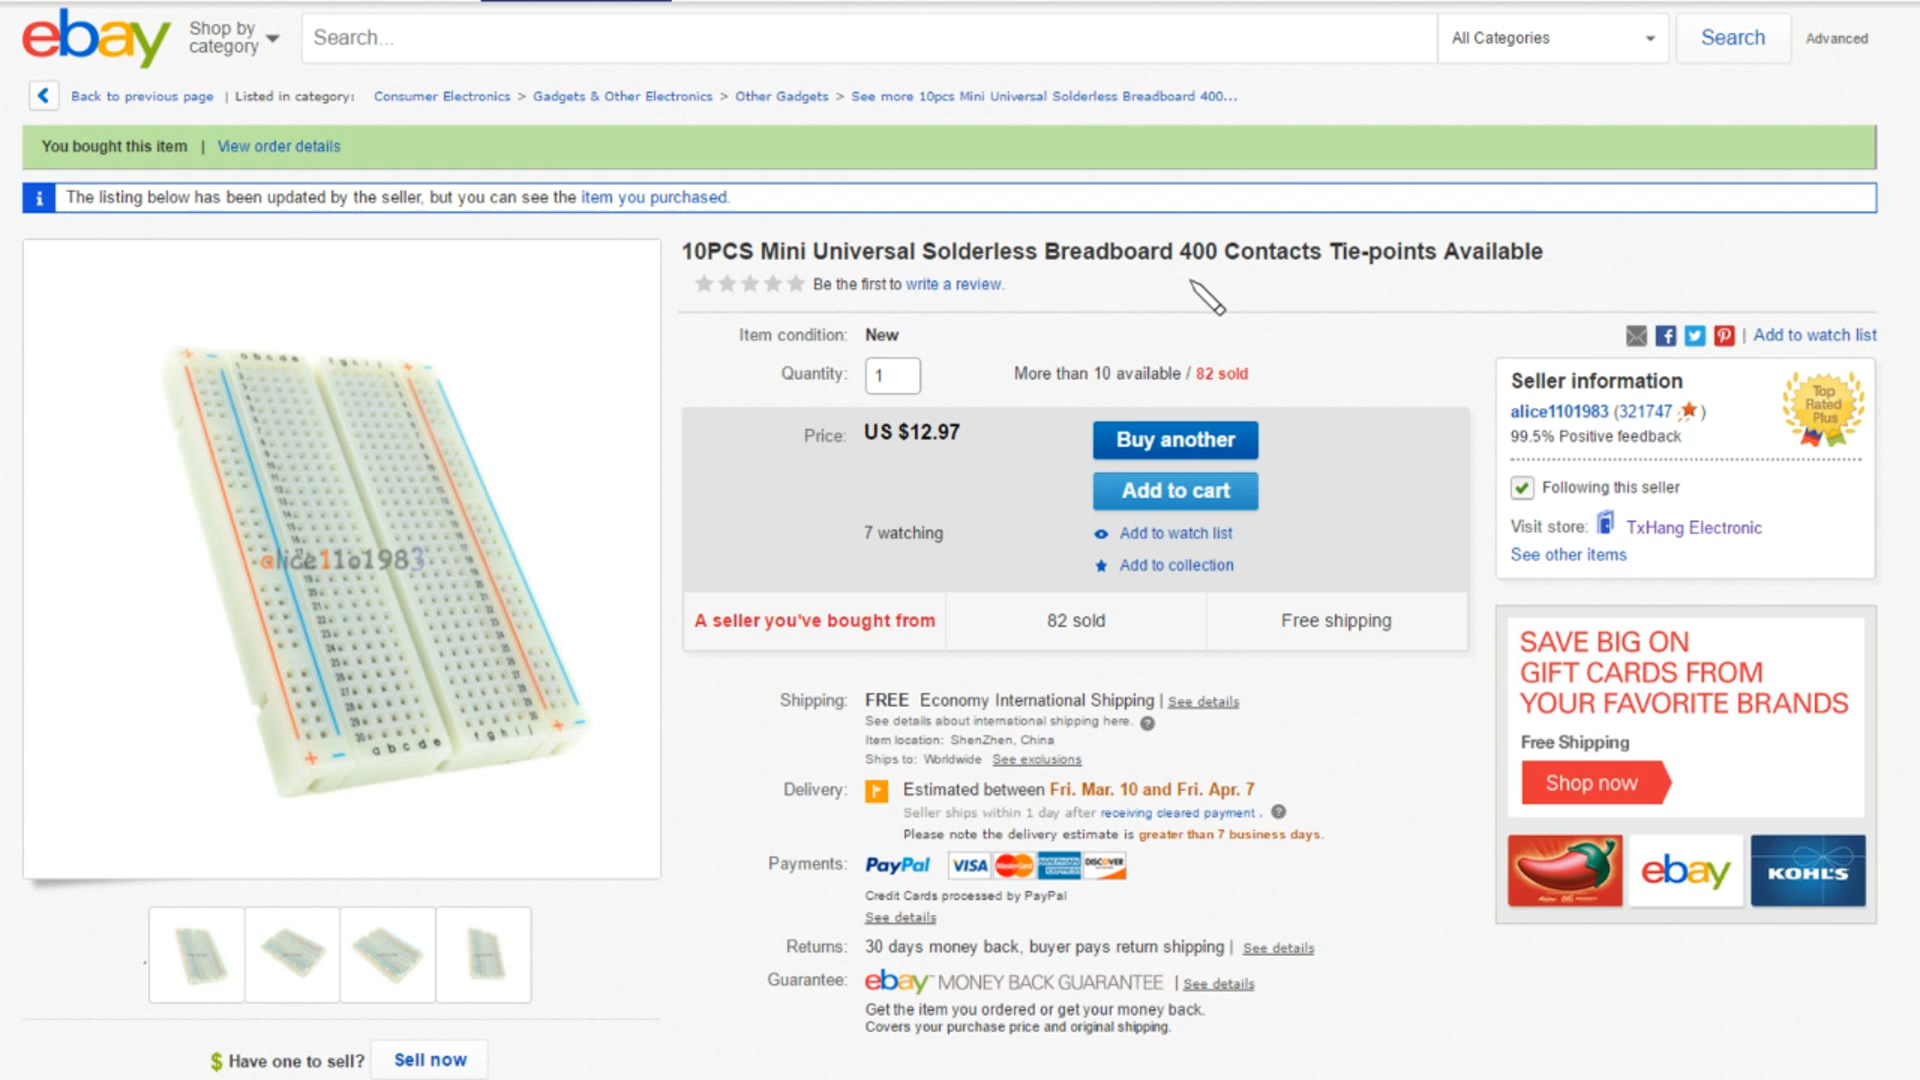 ebay
Shop by
category
Search...
All Categories
Search
Advanced
Back to previous page | Listed in category: Consumer Electronics > Gadgets & Other Electronics > Other Gadgets > See more 10pcs Mini Universal Solderless Breadboard 400...
You bought this item | View order details
The listing below has been updated by the seller, but you can see the item you purchased.
10PCS Mini Universal Solderless Breadboard 400 Contacts Tie-points Available
Be the first to write a review.
Item condition: New
Quantity: 1 More than 10 available / 82 sold
Price: US $12.97
Buy another
Add to cart
7 watching
Add to watch list
Add to collection
A seller you've bought from
82 sold
Free shipping
Shipping: FREE Economy International Shipping | See details
See details about international shipping here.
Item location: ShenZhen, China
Ships to: Worldwide See exclusions
Delivery: Estimated between Fri. Mar. 10 and Fri. Apr. 7
Seller ships within 1 day after receiving cleared payment.
Please note the delivery estimate is greater than 7 business days.
Payments: PayPal VISA MasterCard AMERICAN EXPRESS DISCOVER
Credit Cards processed by PayPal
See details
Returns: 30 days money back, buyer pays return shipping | See details
Guarantee: ebay MONEY BACK GUARANTEE | See details
Get the item you ordered or get your money back.
Covers your purchase price and original shipping.
| Add to watch list
Seller information
alice1101983 (321747)
99.5% Positive feedback
Top
Rated
Plus
Following this seller
Visit store: TxHang Electronic
See other items
SAVE BIG ON
GIFT CARDS FROM
YOUR FAVORITE BRANDS
Free Shipping
Shop now
ebay
KOHL'S
alice11o1983
a b c d e
f g h i j
a b c d e
f g h i j
$ Have one to sell? Sell now